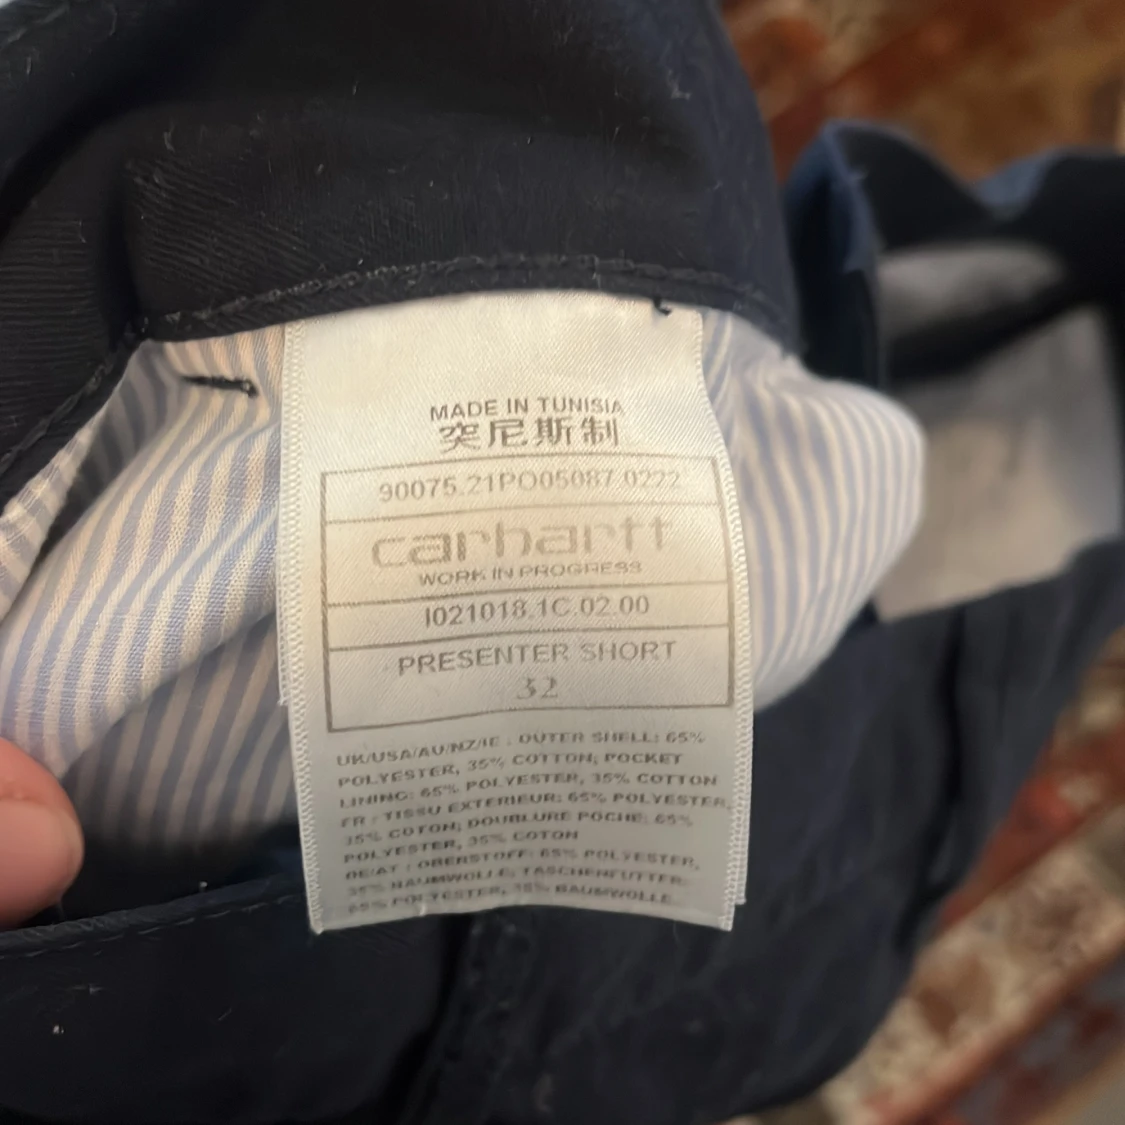 MADE IN TUNISIA
突尼斯制
90075.21PO05087.0222
carhartt
WORK IN PROGRESS
I021018.1C.02.00
PRESENTER SHORT
32
UK/USA/AU/NZ/IE : OUTER SHELL: 65%
POLYESTER, 35% COTTON; POCKET
LINING: 65% POLYESTER, 35% COTTON
FR : TISSU EXTERIEUR: 65% POLYESTER,
35% COTON; DOUBLURE POCHE: 65%
POLYESTER, 35% COTON
DE/AT : OBERSTOFF: 65% POLYESTER,
35% BAUMWOLLE; TASCHENFUTTER:
65% POLYESTER, 35% BAUMWOLLE